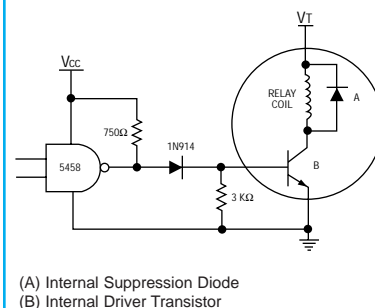 VT
VCC
RELAY
COIL
A
750Ω
1N914
5458
B
3 KΩ
(A) Internal Suppression Diode
(B) Internal Driver Transistor